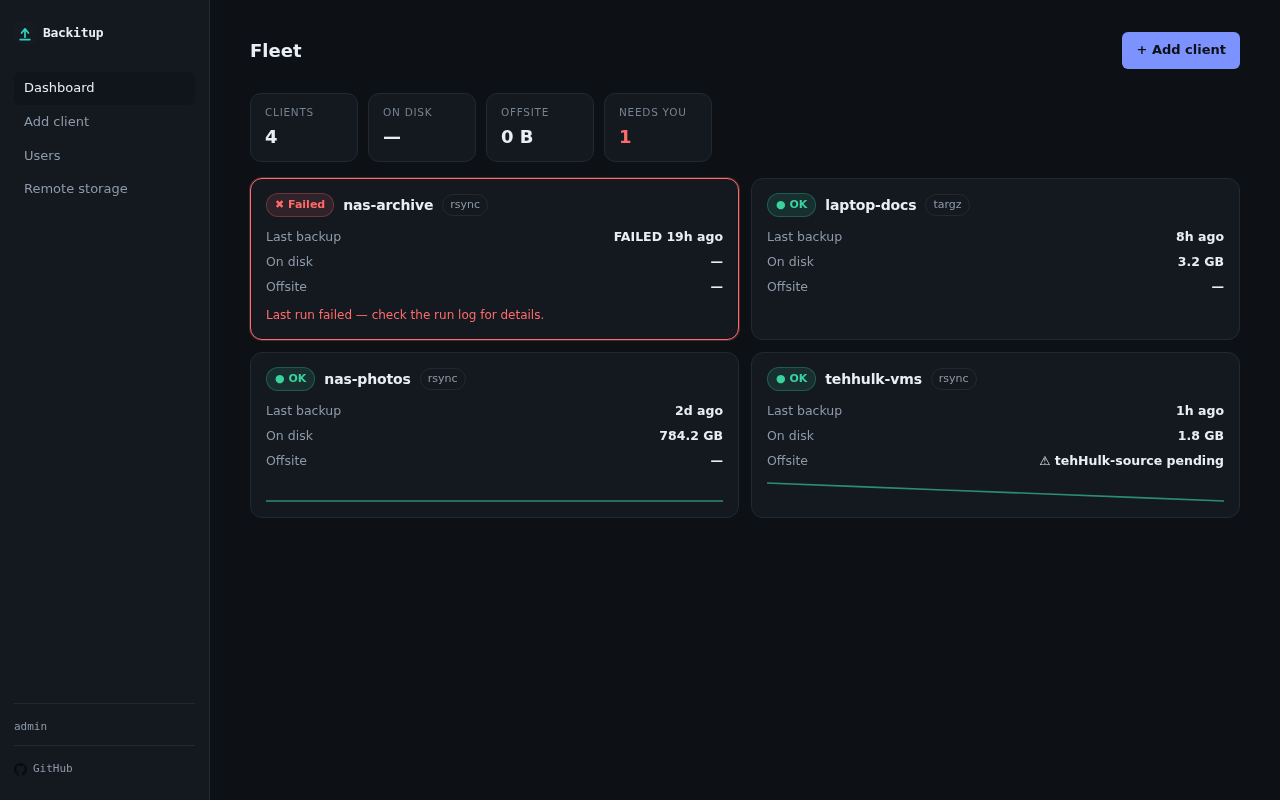 Backitup
Dashboard
Add client
Users
Remote storage
admin
GitHub
Fleet
+ Add client
CLIENTS
4
ON DISK
—
OFFSITE
0 B
NEEDS YOU
1
✖ Failed nas-archive rsync
Last backup FAILED 19h ago
On disk —
Offsite —
Last run failed — check the run log for details.
● OK laptop-docs targz
Last backup 8h ago
On disk 3.2 GB
Offsite —
● OK nas-photos rsync
Last backup 2d ago
On disk 784.2 GB
Offsite —
● OK tehhulk-vms rsync
Last backup 1h ago
On disk 1.8 GB
Offsite ⚠ tehHulk-source pending